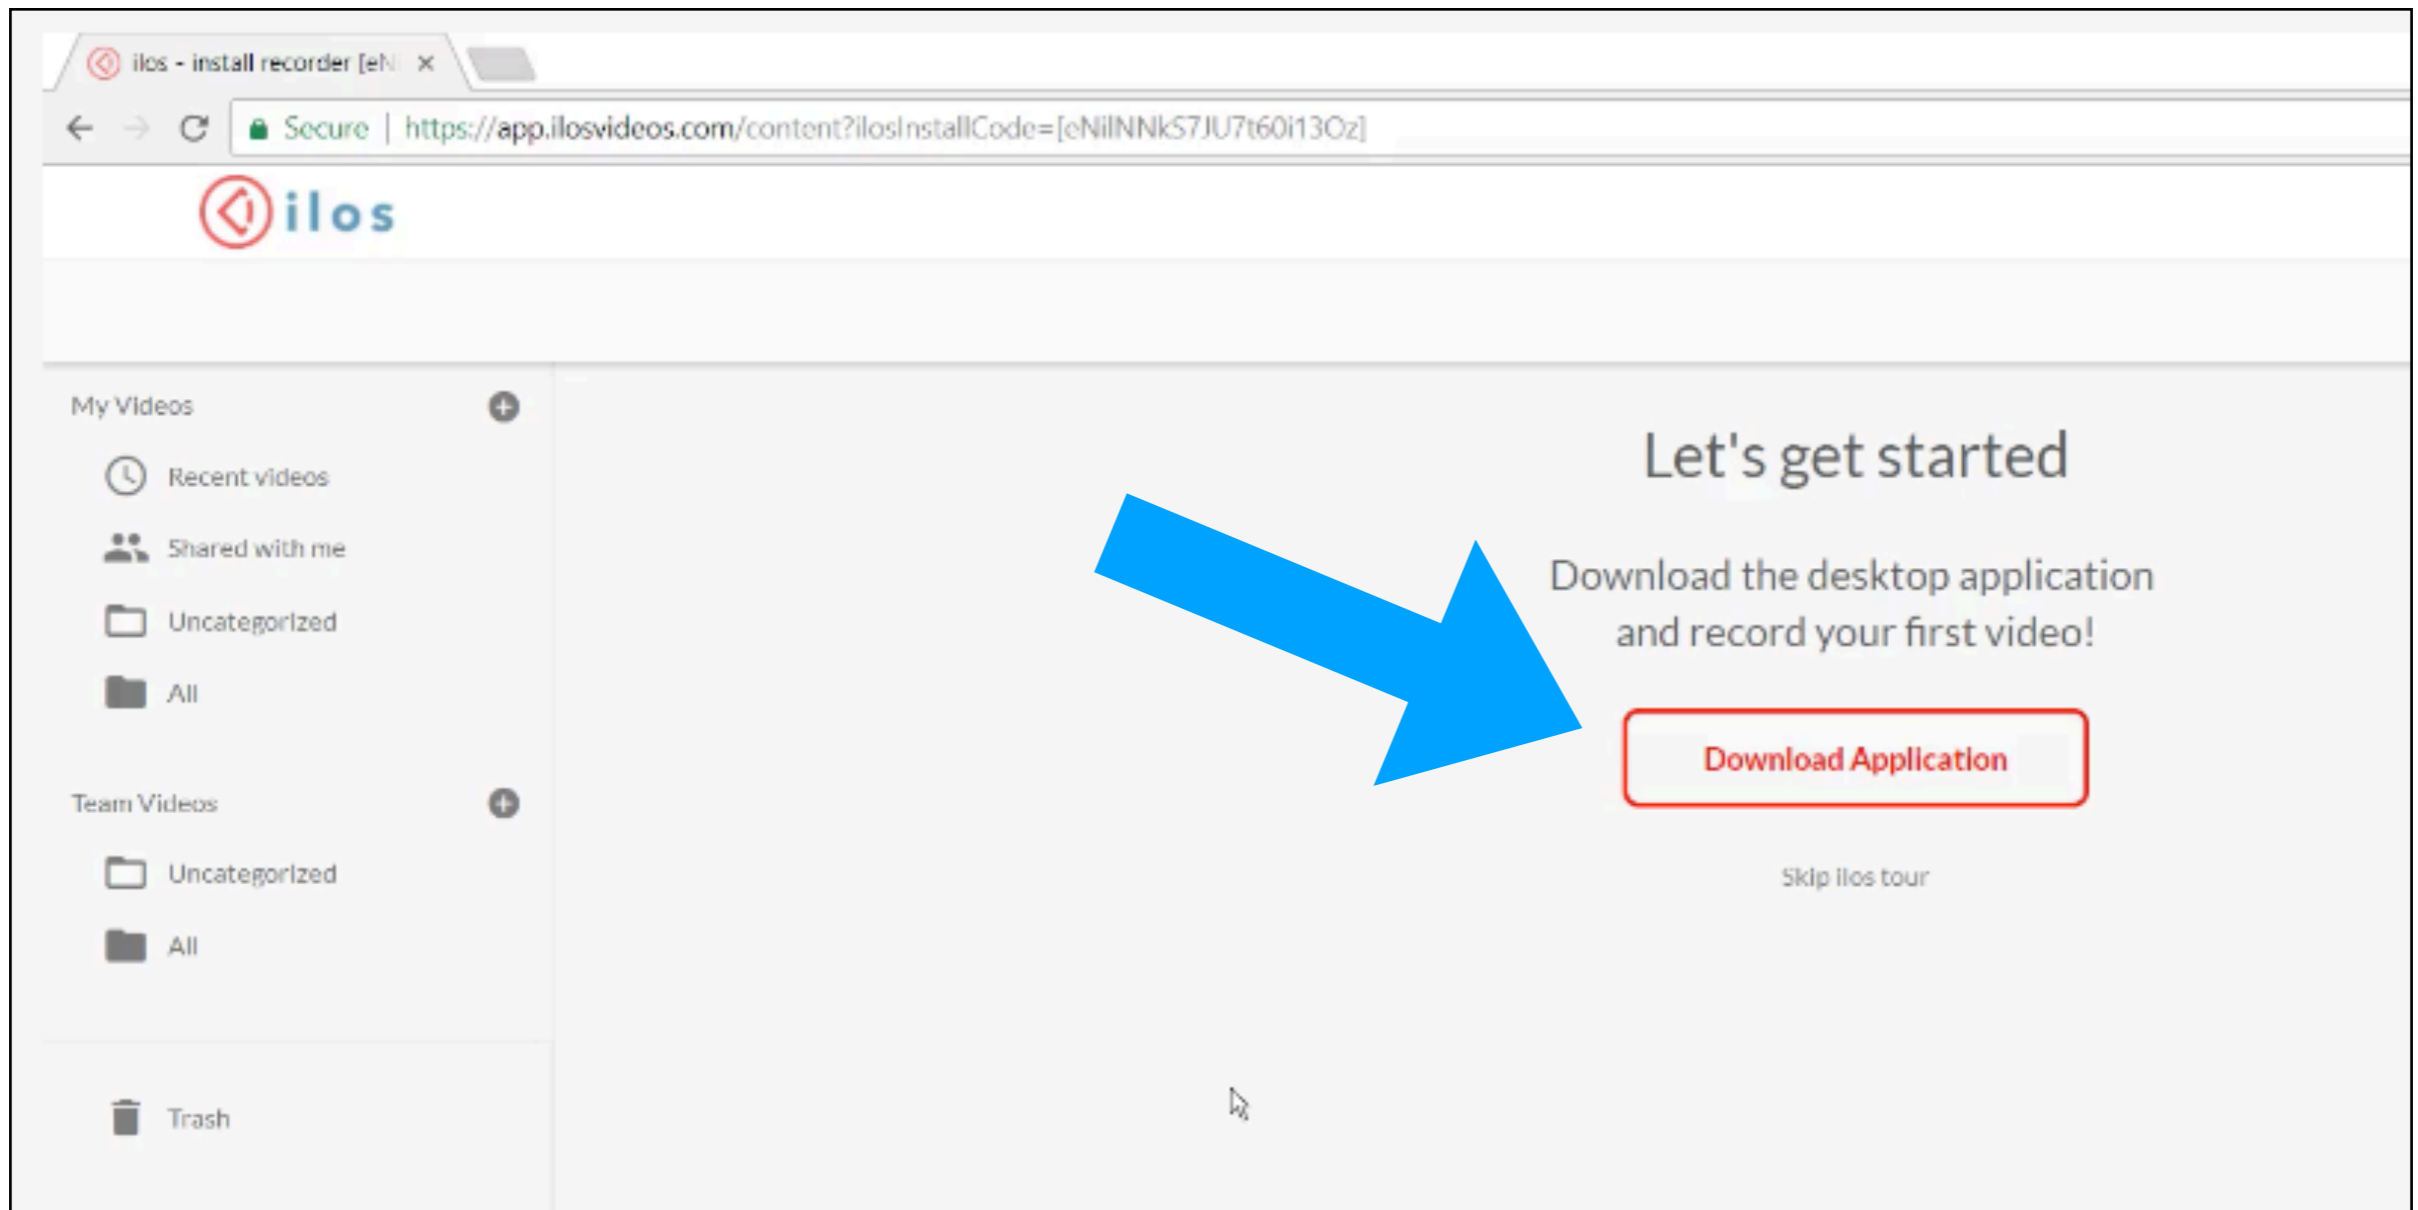 ilos - install recorder [eN
Secure | https://app.ilosvideos.com/content?ilosInstallCode=[eNilNNkS7JU7t60i13Oz]
ilos
My Videos
Recent videos
Shared with me
Uncategorized
All
Team Videos
Uncategorized
All
Trash
Let's get started
Download the desktop application
and record your first video!
Download Application
Skip ilos tour